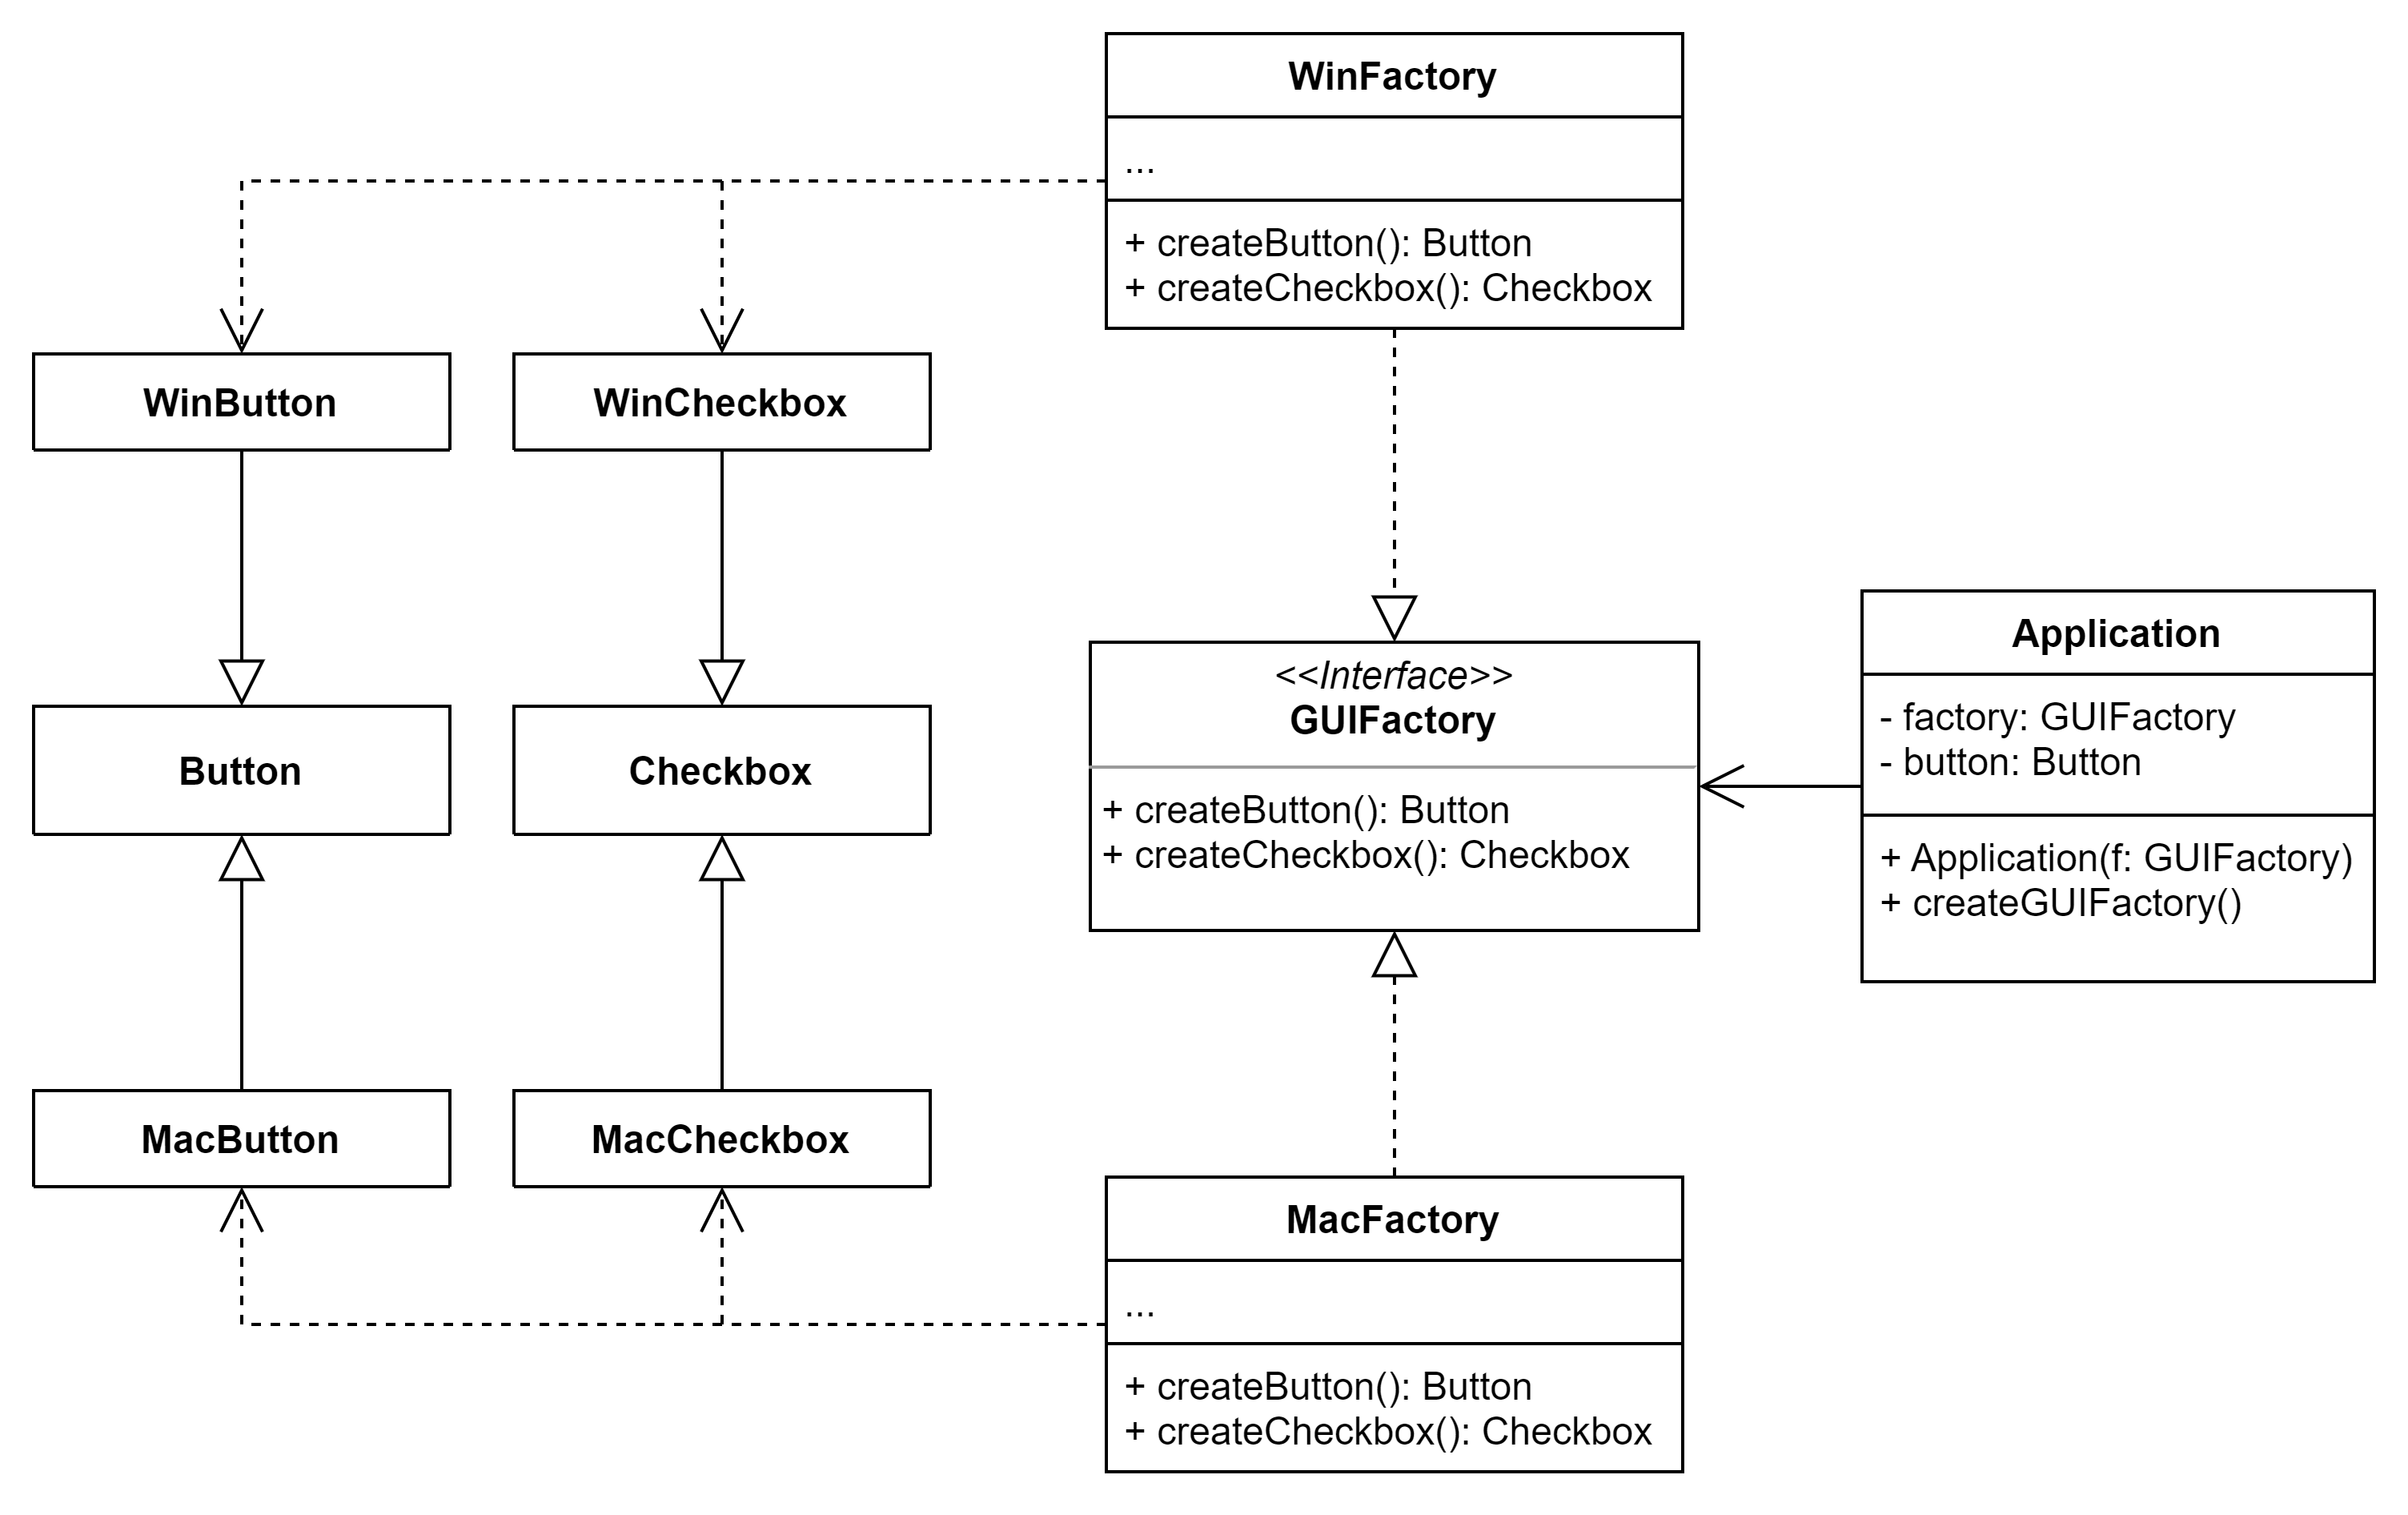 WinFactory
...
+ createButton(): Button
+ createCheckbox(): Checkbox
WinButton
WinCheckbox
Button
Checkbox
<<Interface>>
GUIFactory
+ createButton(): Button
+ createCheckbox(): Checkbox
Application
- factory: GUIFactory
- button: Button
+ Application(f: GUIFactory)
+ createGUIFactory()
MacButton
MacCheckbox
MacFactory
...
+ createButton(): Button
+ createCheckbox(): Checkbox